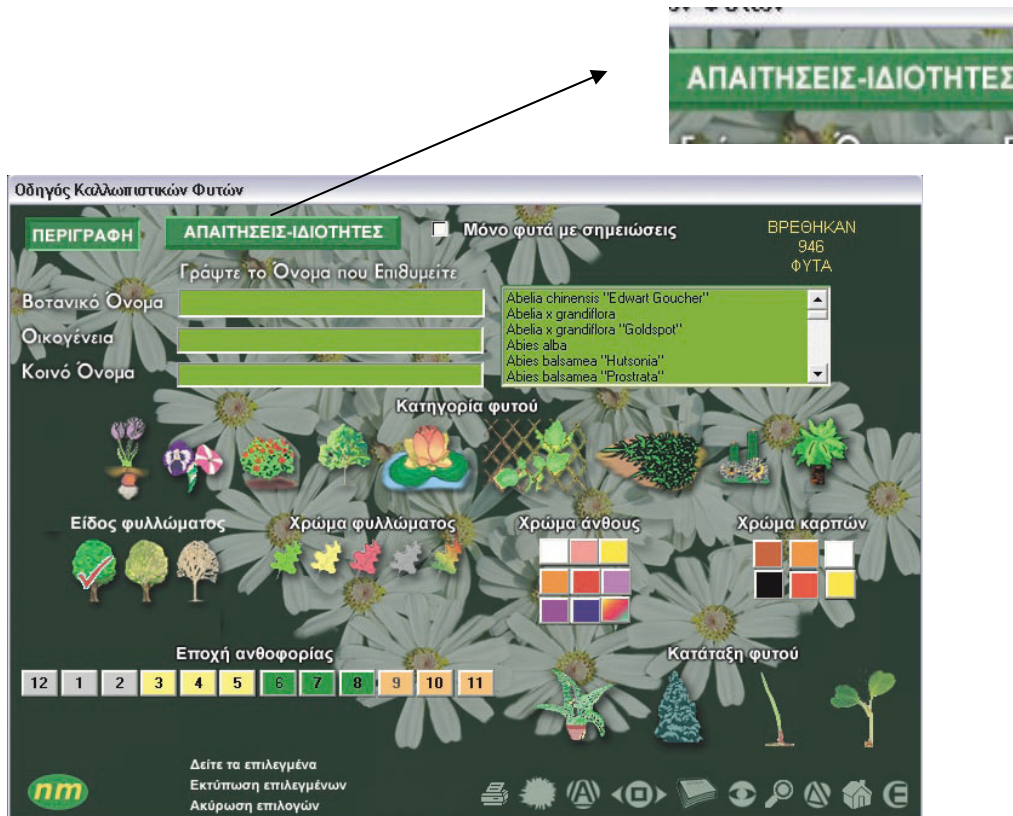 ΑΠΑΙΤΗΣΕΙΣ-ΙΔΙΟΤΗΤΕΣ
Οδηγός Καλλωπιστικών Φυτών
ΠΕΡΙΓΡΑΦΗ
ΑΠΑΙΤΗΣΕΙΣ-ΙΔΙΟΤΗΤΕΣ
Μόνο φυτά με σημειώσεις
ΒΡΕΘΗΚΑΝ
946
ΦΥΤΑ
Γράψτε το Όνομα που Επιθυμείτε
Βοτανικό Όνομα
Οικογένεια
Κοινό Όνομα
Abelia chinensis "Edwart Goucher"
Abelia x grandiflora
Abelia x grandiflora "Goldspot"
Abies alba
Abies balsamea "Hutsonia"
Abies balsamea "Prostrata"
Κατηγορία φυτού
Είδος φυλλώματος
Χρώμα φυλλώματος
Χρώμα άνθους
Χρώμα καρπών
Εποχή ανθοφορίας
12 1 2 3 4 5 6 7 8 9 10 11
Κατάταξη φυτού
Δείτε τα επιλεγμένα
Εκτύπωση επιλεγμένων
Ακύρωση επιλογών
nm